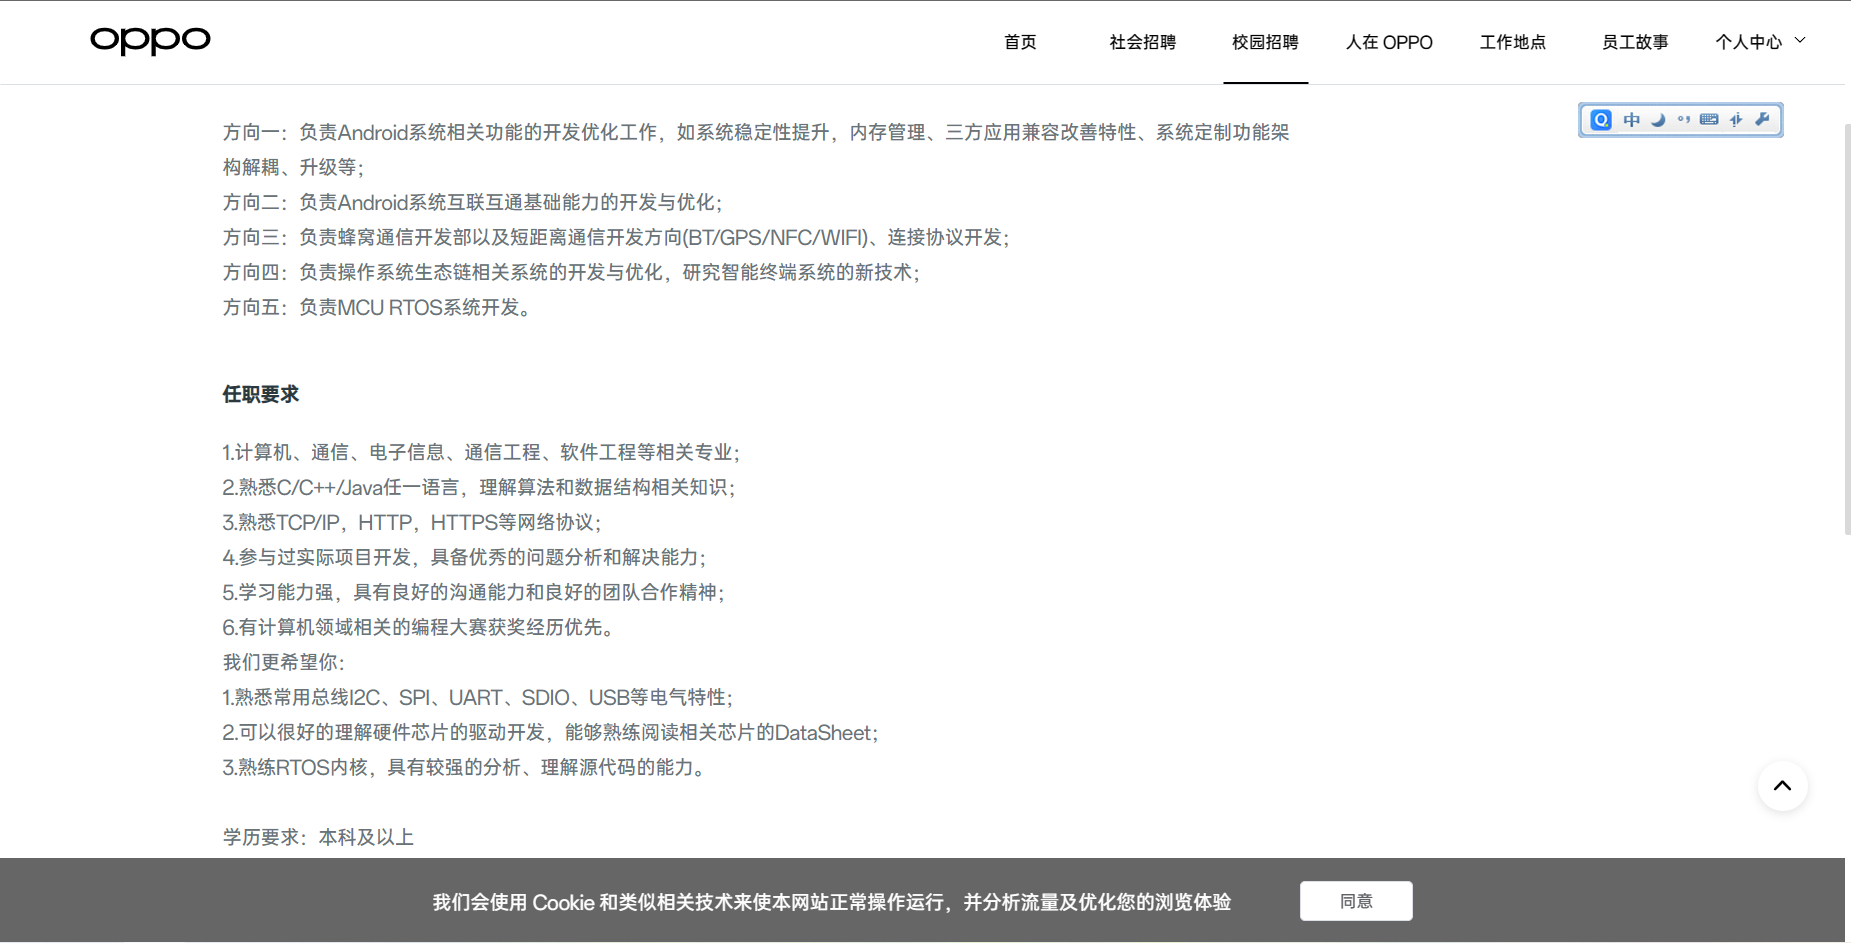 oppo
首页 社会招聘 校园招聘 人在 OPPO 工作地点 员工故事 个人中心
中
方向一：负责Android系统相关功能的开发优化工作，如系统稳定性提升，内存管理、三方应用兼容改善特性、系统定制功能架
构解耦、升级等；
方向二：负责Android系统互联互通基础能力的开发与优化；
方向三：负责蜂窝通信开发部以及短距离通信开发方向(BT/GPS/NFC/WIFI)、连接协议开发；
方向四：负责操作系统生态链相关系统的开发与优化，研究智能终端系统的新技术；
方向五：负责MCU RTOS系统开发。
任职要求
1.计算机、通信、电子信息、通信工程、软件工程等相关专业；
2.熟悉C/C++/Java任一语言，理解算法和数据结构相关知识；
3.熟悉TCP/IP，HTTP，HTTPS等网络协议；
4.参与过实际项目开发，具备优秀的问题分析和解决能力；
5.学习能力强，具有良好的沟通能力和良好的团队合作精神；
6.有计算机领域相关的编程大赛获奖经历优先。
我们更希望你：
1.熟悉常用总线I2C、SPI、UART、SDIO、USB等电气特性；
2.可以很好的理解硬件芯片的驱动开发，能够熟练阅读相关芯片的DataSheet；
3.熟练RTOS内核，具有较强的分析、理解源代码的能力。
学历要求：本科及以上
我们会使用 Cookie 和类似相关技术来使本网站正常操作运行，并分析流量及优化您的浏览体验 同意